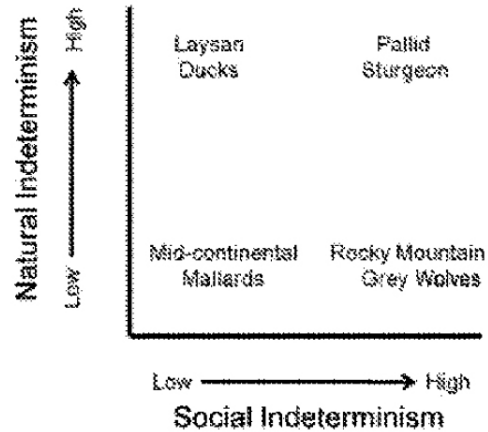 Natural Indeterminism
Low
High
Laysan
Ducks
Pallid
Sturgeon
Mid-continental
Mallards
Rocky Mountain
Grey Wolves
Low
High
Social Indeterminism